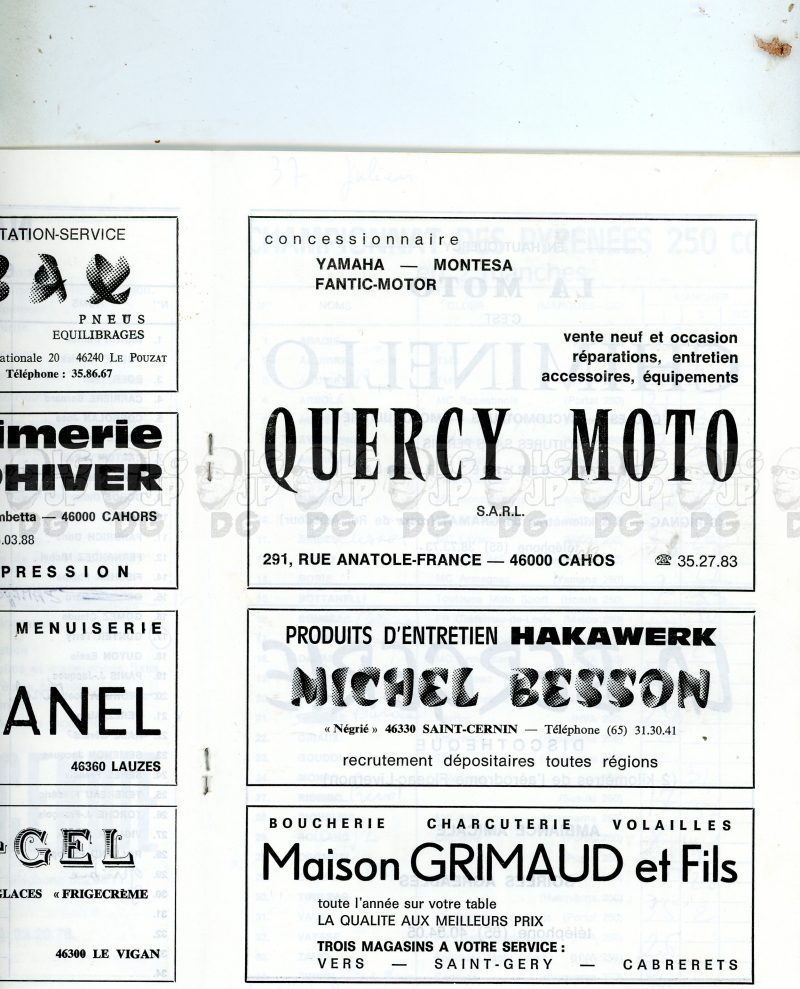 37 Julien
TATION-SERVICE
BAX
PNEUS
EQUILIBRAGES
ationale 20 46240 LE POUZAT
Téléphone : 35.86.67
imerie
DHIVER
mbetta — 46000 CAHORS
.03.88
PRESSION
MENUISERIE
ANEL
46360 LAUZES
-GEL
GLACES « FRIGECRÈME
46300 LE VIGAN
concessionnaire
YAMAHA — MONTESA
FANTIC-MOTOR
vente neuf et occasion
réparations, entretien
accessoires, équipements
QUERCY MOTO
S.A.R.L.
291, RUE ANATOLE-FRANCE — 46000 CAHOS
☎ 35.27.83
PRODUITS D'ENTRETIEN HAKAWERK
MICHEL BESSON
« Négrié » 46330 SAINT-CERNIN — Téléphone (65) 31.30.41
recrutement dépositaires toutes régions
BOUCHERIE CHARCUTERIE VOLAILLES
Maison GRIMAUD et Fils
toute l'année sur votre table
LA QUALITE AUX MEILLEURS PRIX
TROIS MAGASINS A VOTRE SERVICE :
VERS — SAINT-GERY — CABRERETS